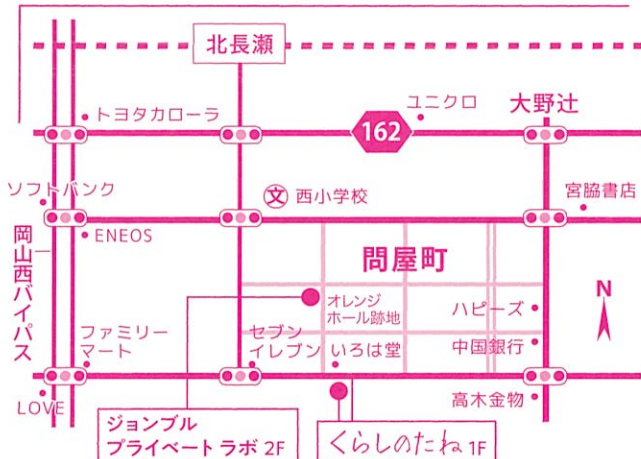 北長瀬
トヨタカローラ
162
ユニクロ
大野辻
ソフトバンク
文 西小学校
宮脇書店
ENEOS
岡山西バイパス
問屋町
オレンジ
ホール跡地
N
ハピーズ
ファミリー
マート
セブン
イレブン
いろは堂
中国銀行
LOVE
高木金物
ジョンブル
プライベート ラボ 2F
くらしのたね 1F